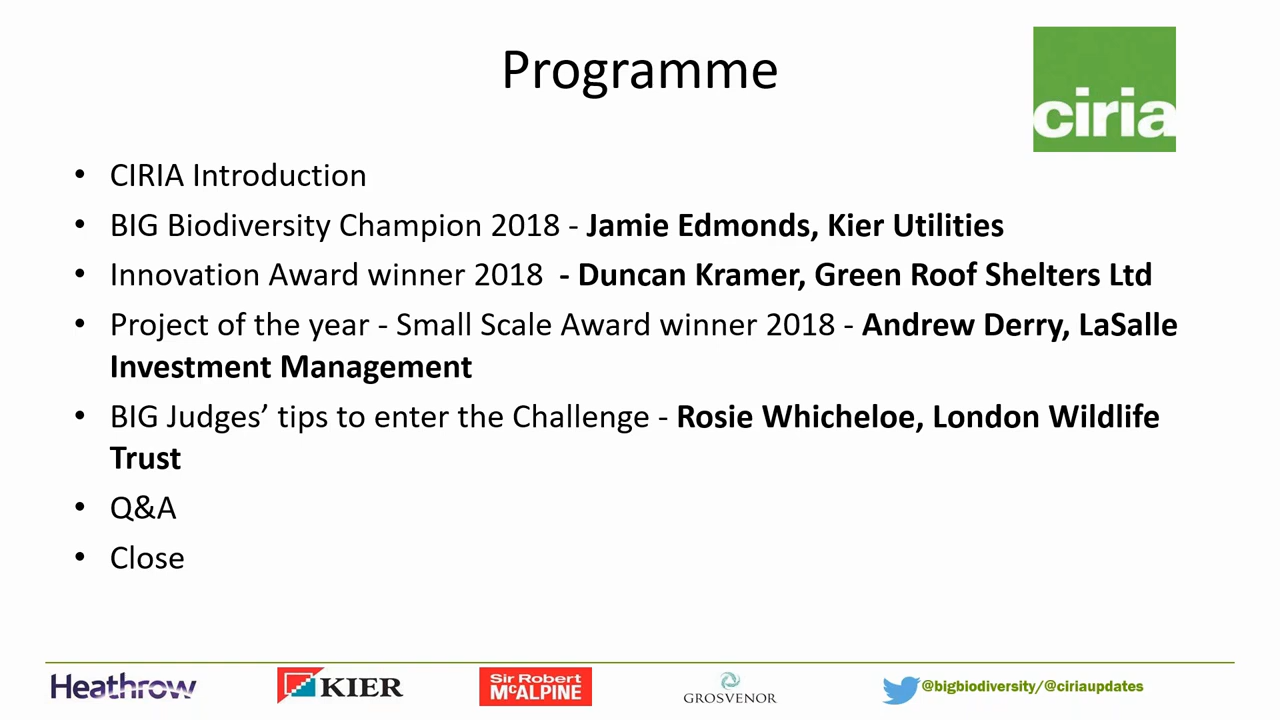 Programme
ciria
• CIRIA Introduction
• BIG Biodiversity Champion 2018 - Jamie Edmonds, Kier Utilities
• Innovation Award winner 2018 - Duncan Kramer, Green Roof Shelters Ltd
• Project of the year - Small Scale Award winner 2018 - Andrew Derry, LaSalle
Investment Management
• BIG Judges’ tips to enter the Challenge - Rosie Whicheloe, London Wildlife
Trust
• Q&A
• Close
Heathrow
KIER
Sir Robert
McALPINE
GROSVENOR
@bigbiodiversity/@ciriaupdates